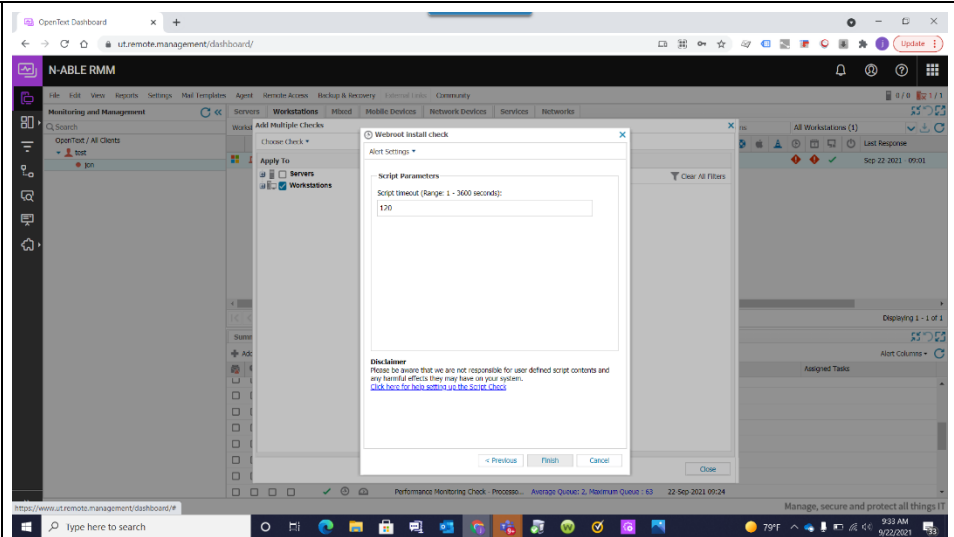 OpenText Dashboard
ut.remote.management/dashboard/
Update
N-ABLE RMM
File Edit View Reports Settings Mail Templates Agent Remote Access Backup & Recovery External Links Community
0 / 0 1 / 1
Monitoring and Management
Servers Workstations Mixed Mobile Devices Network Devices Services Networks
Search
Add Multiple Checks
All Workstations (1)
OpenText / All Clients
test
jon
Choose Check
Webroot Install check
Last Response
Alert Settings
Sep-22-2021 - 09:01
Apply To
Servers
Workstations
Clear All Filters
Script Parameters
Script timeout (Range: 1 - 3600 seconds):
120
Displaying 1 - 1 of 1
Alert Columns
Assigned Tasks
Disclaimer
Please be aware that we are not responsible for user defined script contents and
any harmful effects they may have on your system.
Click here for help setting up the Script Check
< Previous Finish Cancel
Close
Performance Monitoring Check - Processo... Average Queue: 2, Maximum Queue : 63 22-Sep-2021 09:24
https://www.ut.remote.management/dashboard/#
Manage, secure and protect all things IT
Type here to search
79°F
9:33 AM
9/22/2021
33